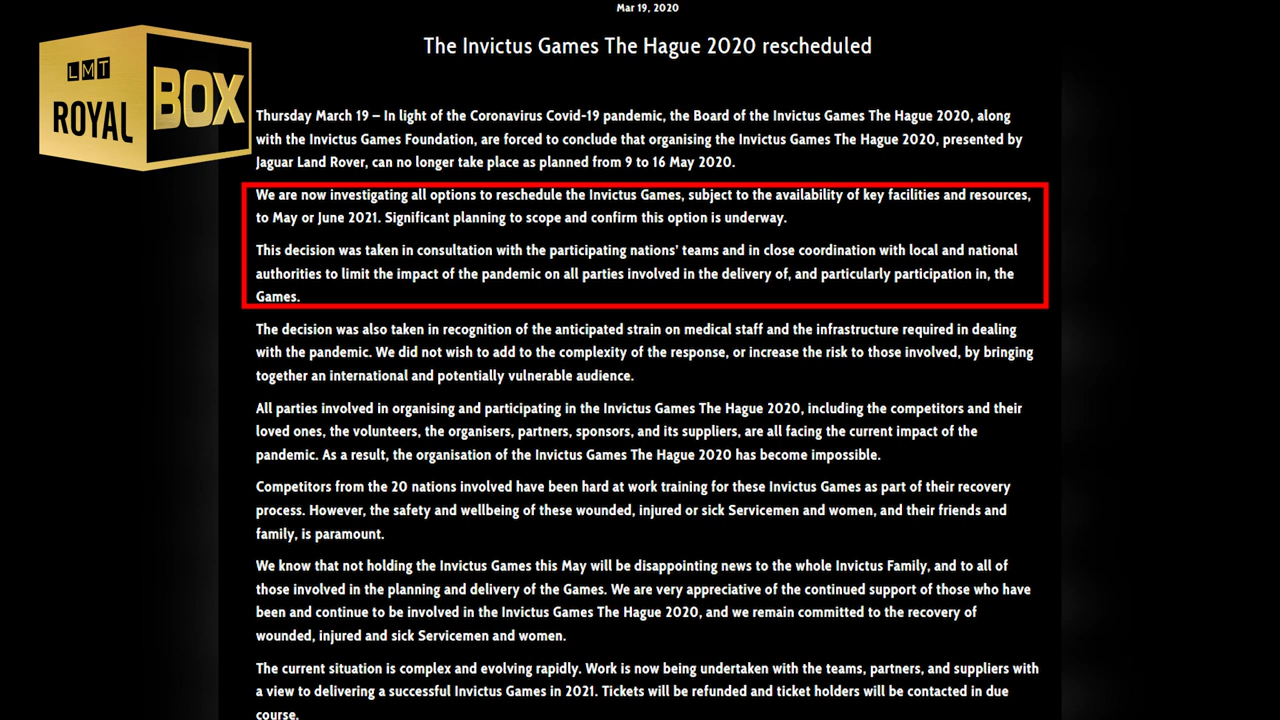 Mar 19, 2020
The Invictus Games The Hague 2020 rescheduled
LMT
ROYAL
BOX
Thursday March 19 – In light of the Coronavirus Covid-19 pandemic, the Board of the Invictus Games The Hague 2020, along
with the Invictus Games Foundation, are forced to conclude that organising the Invictus Games The Hague 2020, presented by
Jaguar Land Rover, can no longer take place as planned from 9 to 16 May 2020.
We are now investigating all options to reschedule the Invictus Games, subject to the availability of key facilities and resources,
to May or June 2021. Significant planning to scope and confirm this option is underway.
This decision was taken in consultation with the participating nations’ teams and in close coordination with local and national
authorities to limit the impact of the pandemic on all parties involved in the delivery of, and particularly participation in, the
Games.
The decision was also taken in recognition of the anticipated strain on medical staff and the infrastructure required in dealing
with the pandemic. We did not wish to add to the complexity of the response, or increase the risk to those involved, by bringing
together an international and potentially vulnerable audience.
All parties involved in organising and participating in the Invictus Games The Hague 2020, including the competitors and their
loved ones, the volunteers, the organisers, partners, sponsors, and its suppliers, are all facing the current impact of the
pandemic. As a result, the organisation of the Invictus Games The Hague 2020 has become impossible.
Competitors from the 20 nations involved have been hard at work training for these Invictus Games as part of their recovery
process. However, the safety and wellbeing of these wounded, injured or sick Servicemen and women, and their friends and
family, is paramount.
We know that not holding the Invictus Games this May will be disappointing news to the whole Invictus Family, and to all of
those involved in the planning and delivery of the Games. We are very appreciative of the continued support of those who have
been and continue to be involved in the Invictus Games The Hague 2020, and we remain committed to the recovery of
wounded, injured and sick Servicemen and women.
The current situation is complex and evolving rapidly. Work is now being undertaken with the teams, partners, and suppliers with
a view to delivering a successful Invictus Games in 2021. Tickets will be refunded and ticket holders will be contacted in due
course.